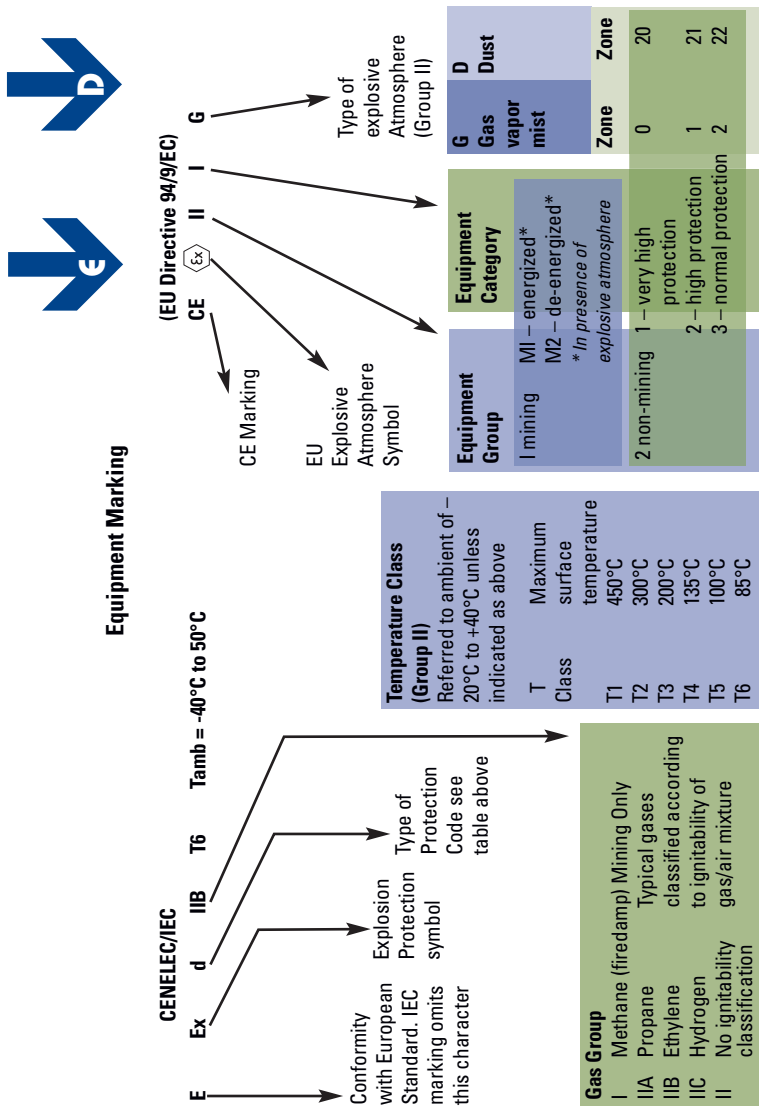 Equipment Marking
CENELEC/IEC
E Ex d IIB T6 Tamb = -40°C to 50°C
Conformity
with European
Standard. IEC
marking omits
this character
Explosion
Protection
symbol
Type of
Protection
Code see
table above
Gas Group
I Methane (firedamp) Mining Only
IIA Propane Typical gases
IIB Ethylene classified according
IIC Hydrogen to ignitability of
II No ignitability gas/air mixture
classification
Temperature Class
(Group II)
Referred to ambient of –
20°C to +40°C unless
indicated as above
T Maximum
Class surface
temperature
T1 450°C
T2 300°C
T3 200°C
T4 135°C
T5 100°C
T6 85°C
Є D
(EU Directive 94/9/EC)
CE Ex II I G
CE Marking
EU
Explosive
Atmosphere
Symbol
Type of
explosive
Atmosphere
(Group II)
Equipment
Group
I mining
2 non-mining
Equipment
Category
MI – energized*
M2 – de-energized*
* In presence of
explosive atmosphere
1 – very high
protection
2 – high protection
3 – normal protection
G D
Gas Dust
vapor
mist
Zone Zone
0 20
1 21
2 22